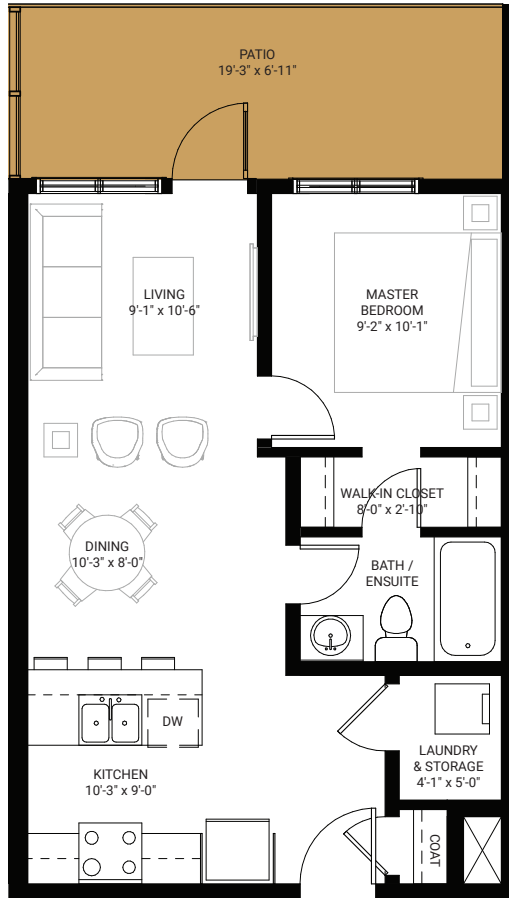 PATIO
19'-3" x 6'-11"
LIVING
9'-1" x 10'-6"
MASTER
BEDROOM
9'-2" x 10'-1"
WALK-IN CLOSET
8'-0" x 2'-10"
DINING
10'-3" x 8'-0"
BATH /
ENSUITE
DW
KITCHEN
10'-3" x 9'-0"
LAUNDRY
& STORAGE
4'-1" x 5'-0"
COAT